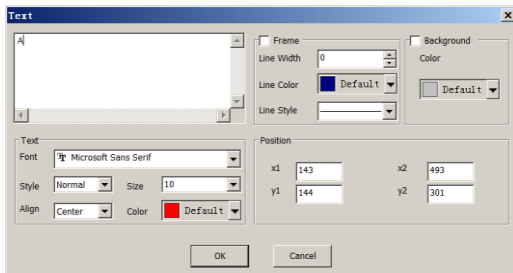 Text
A
Frame
Line Width 0
Line Color Default
Line Style
Background
Color
Default
Text
Font Microsoft Sans Serif
Style Normal Size 10
Align Center Color Default
Position
x1 143 x2 493
y1 144 y2 301
OK Cancel